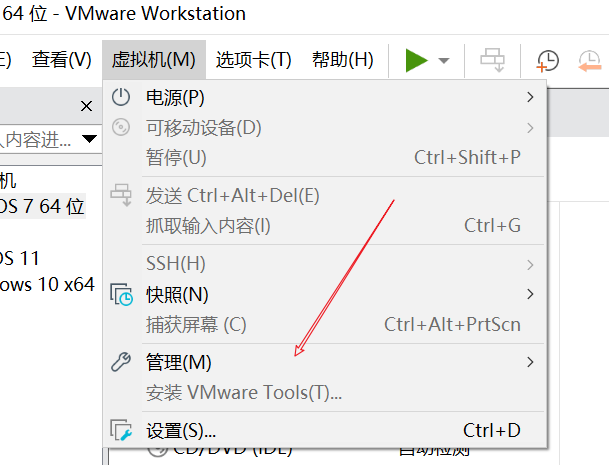 64 位 - VMware Workstation
E) 查看(V) 虚拟机(M) 选项卡(T) 帮助(H)
电源(P)
可移动设备(D)
入内容进...
暂停(U) Ctrl+Shift+P
机
发送 Ctrl+Alt+Del(E)
OS 7 64 位
抓取输入内容(I) Ctrl+G
OS 11
SSH(H)
ows 10 x64
快照(N)
捕获屏幕 (C) Ctrl+Alt+PrtScn
管理(M)
安装 VMware Tools(T)...
设置(S)... Ctrl+D
CD/DVD (IDE) 自动检测